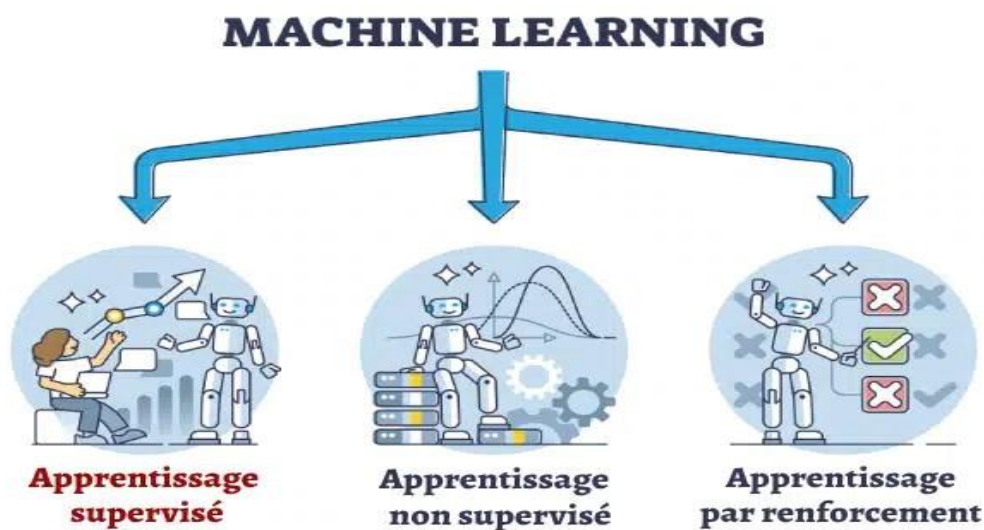 MACHINE LEARNING
Apprentissage
supervisé
Apprentissage
non supervisé
Apprentissage
par renforcement